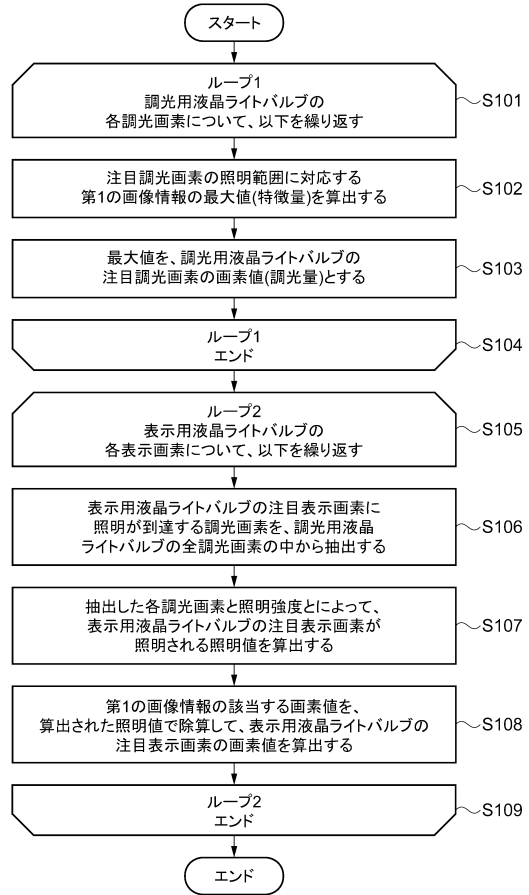 スタート
ループ1
調光用液晶ライトバルブの
各調光画素について、以下を繰り返す
S101
注目調光画素の照明範囲に対応する
第1の画像情報の最大値(特徴量)を算出する
S102
最大値を、調光用液晶ライトバルブの
注目調光画素の画素値(調光量)とする
S103
ループ1
エンド
S104
ループ2
表示用液晶ライトバルブの
各表示画素について、以下を繰り返す
S105
表示用液晶ライトバルブの注目表示画素に
照明が到達する調光画素を、調光用液晶
ライトバルブの全調光画素の中から抽出する
S106
抽出した各調光画素と照明強度とによって、
表示用液晶ライトバルブの注目表示画素が
照明される照明値を算出する
S107
第1の画像情報の該当する画素値を、
算出された照明値で除算して、表示用液晶ライトバルブの
注目表示画素の画素値を算出する
S108
ループ2
エンド
S109
エンド